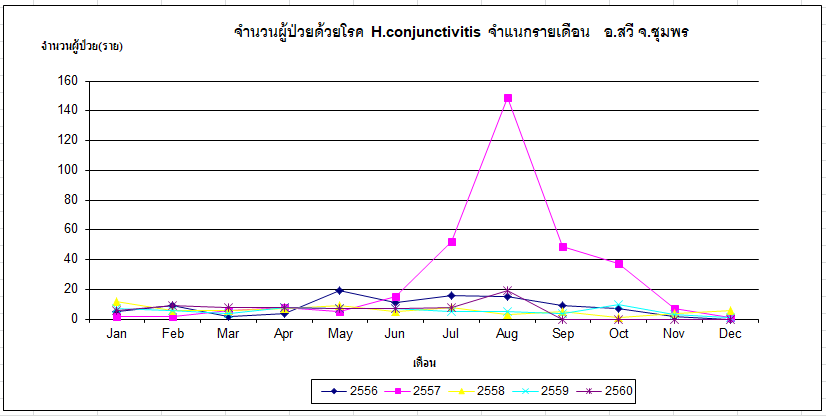 จำนวนผู้ป่วยด้วยโรค H.conjunctivitis จำแนกรายเดือน อ.สวี จ.ชุมพร
จำนวนผู้ป่วย(ราย)
160
140
120
100
80
60
40
20
0
Jan Feb Mar Apr May Jun Jul Aug Sep Oct Nov Dec
เดือน
2556 2557 2558 2559 2560